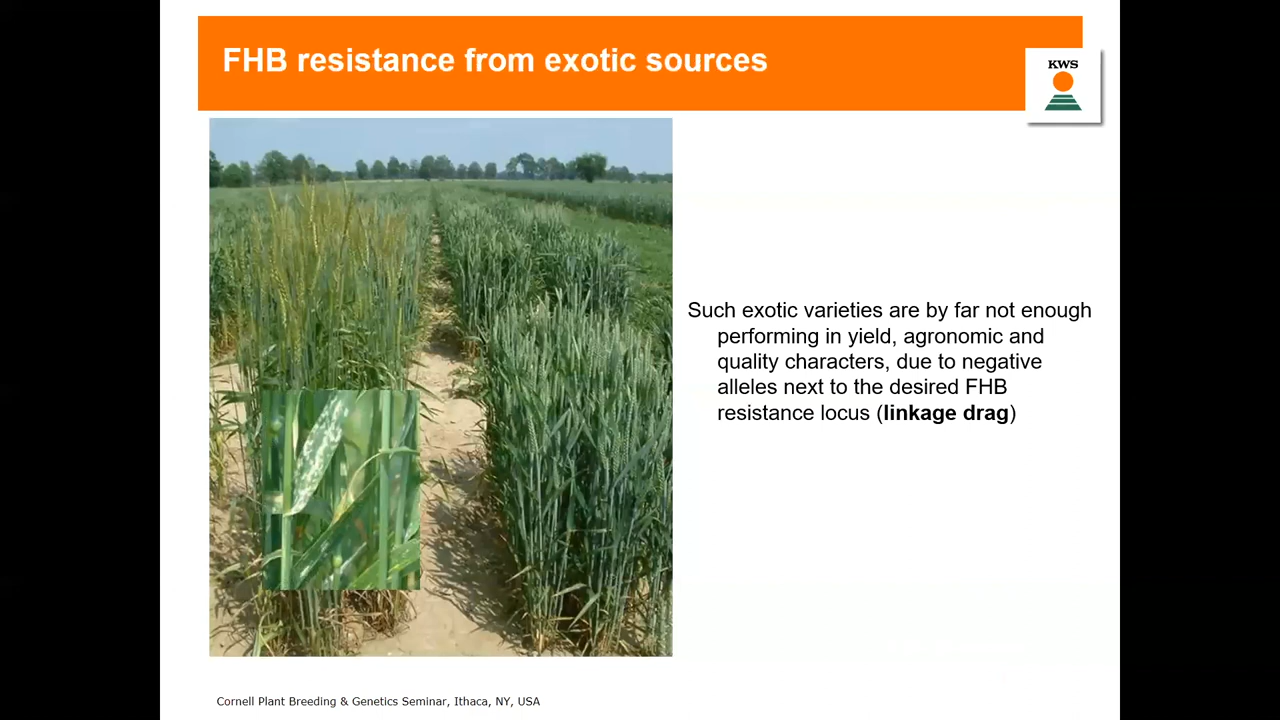 FHB resistance from exotic sources
KWS
Such exotic varieties are by far not enough
performing in yield, agronomic and
quality characters, due to negative
alleles next to the desired FHB
resistance locus (linkage drag)
Cornell Plant Breeding & Genetics Seminar, Ithaca, NY, USA